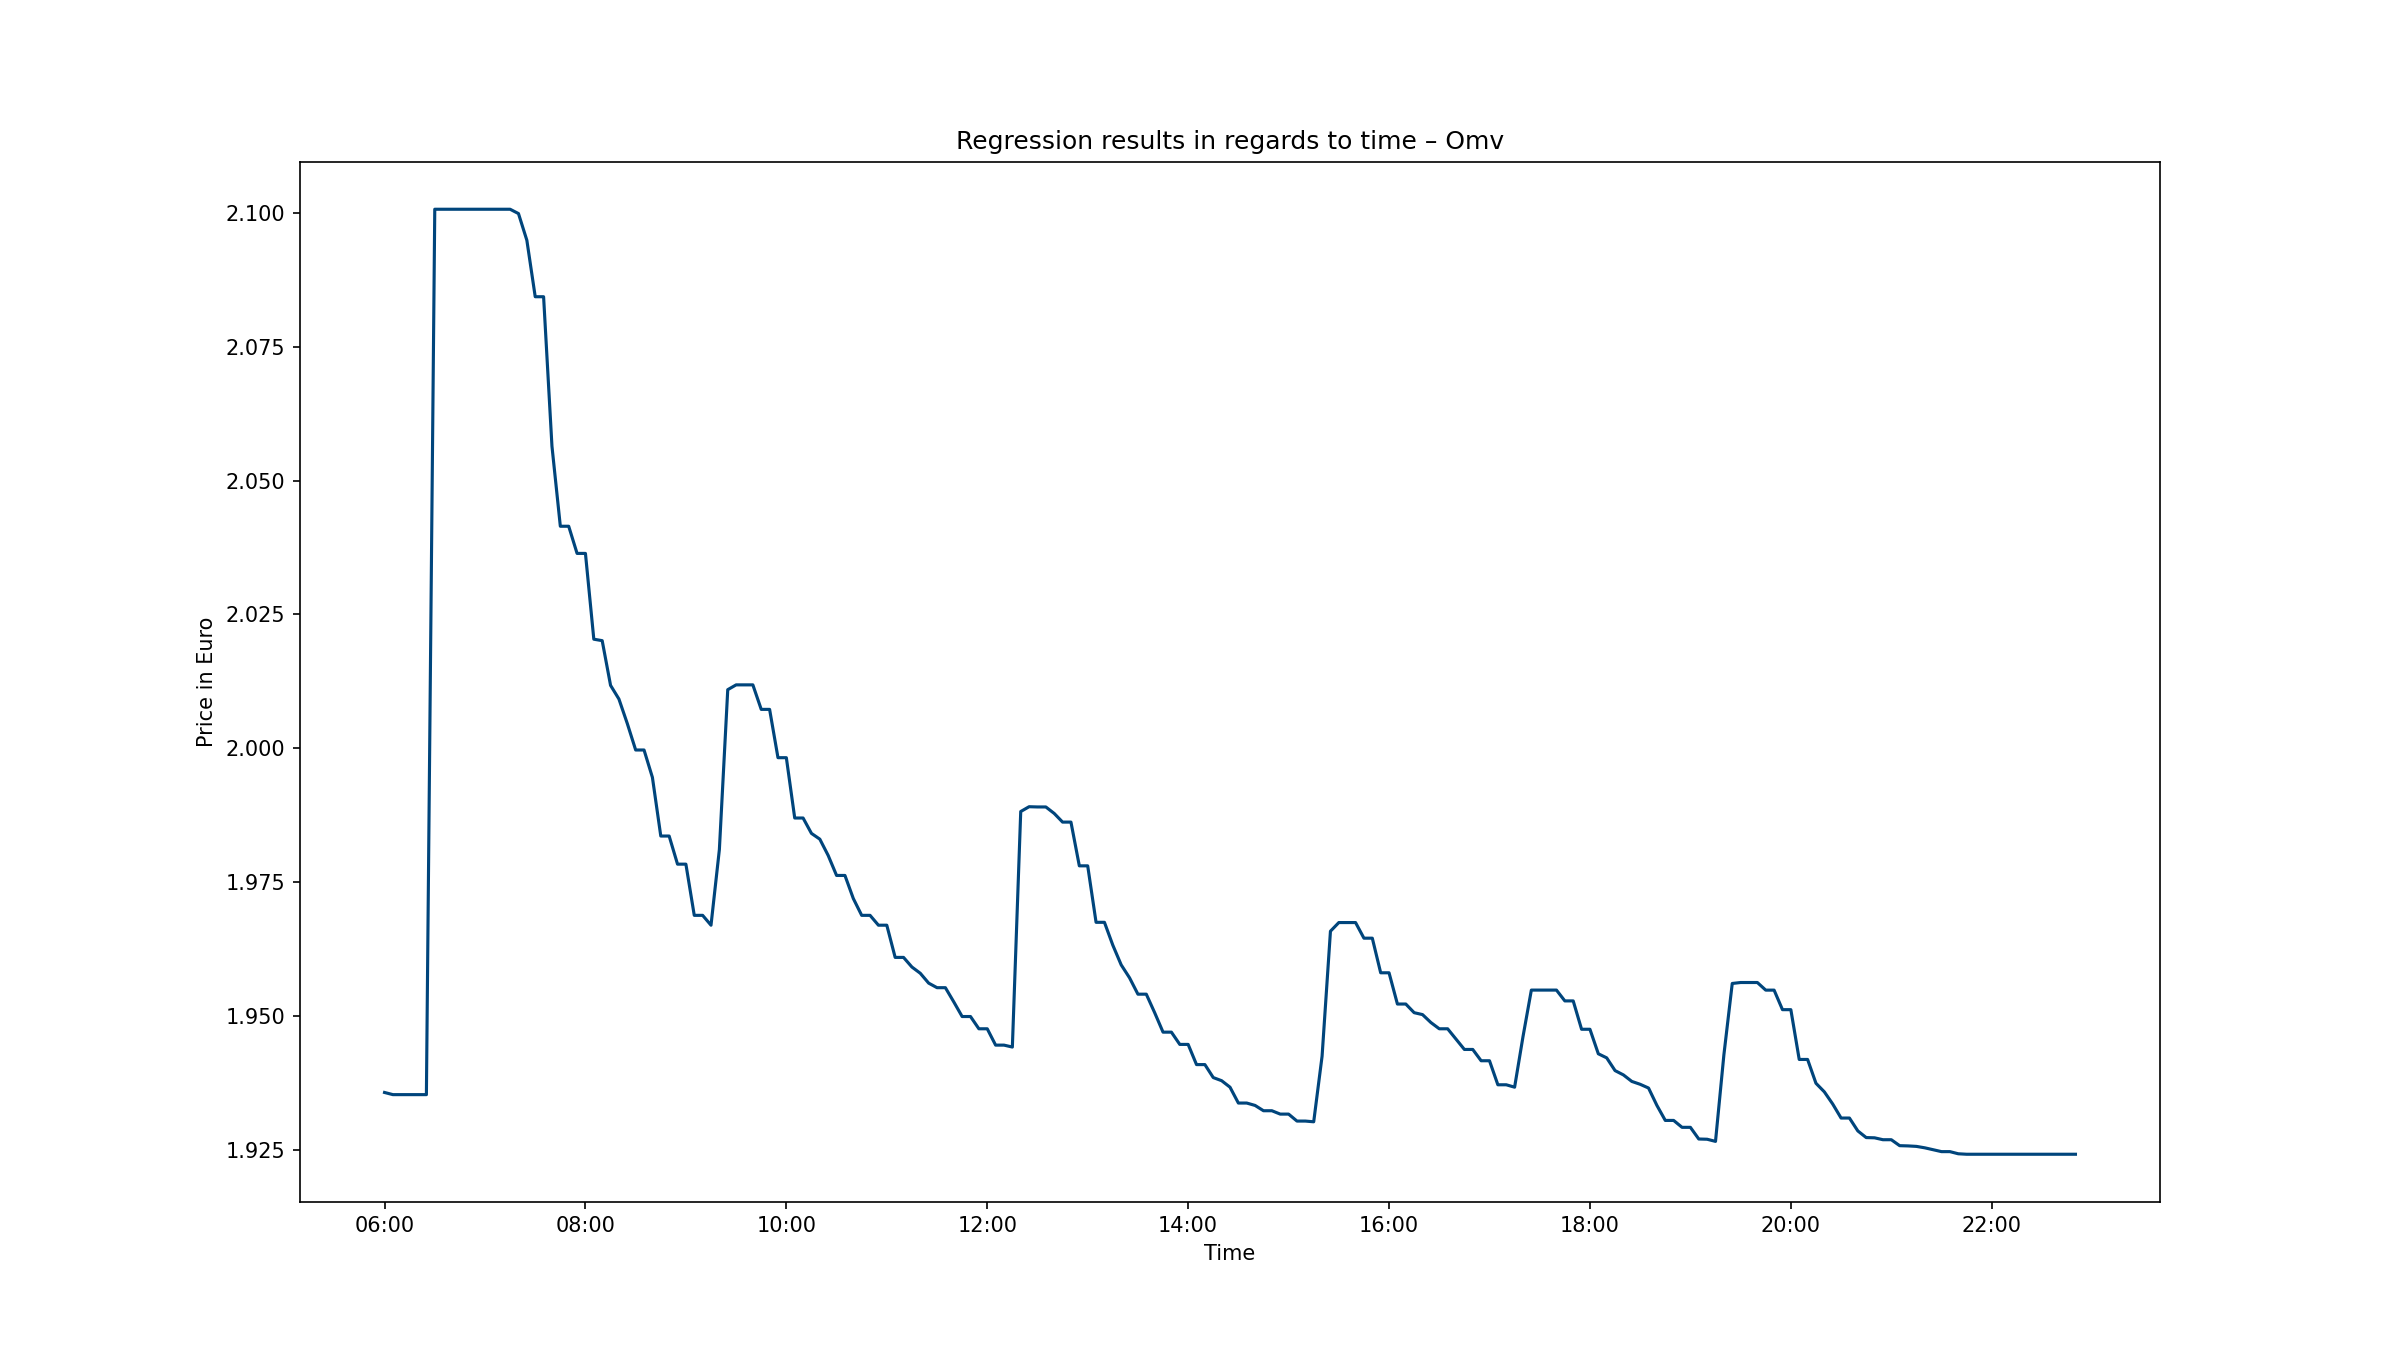 Regression results in regards to time – Omv
2.100
2.075
2.050
2.025
2.000
1.975
1.950
1.925
Price in Euro
06:00 08:00 10:00 12:00 14:00 16:00 18:00 20:00 22:00
Time